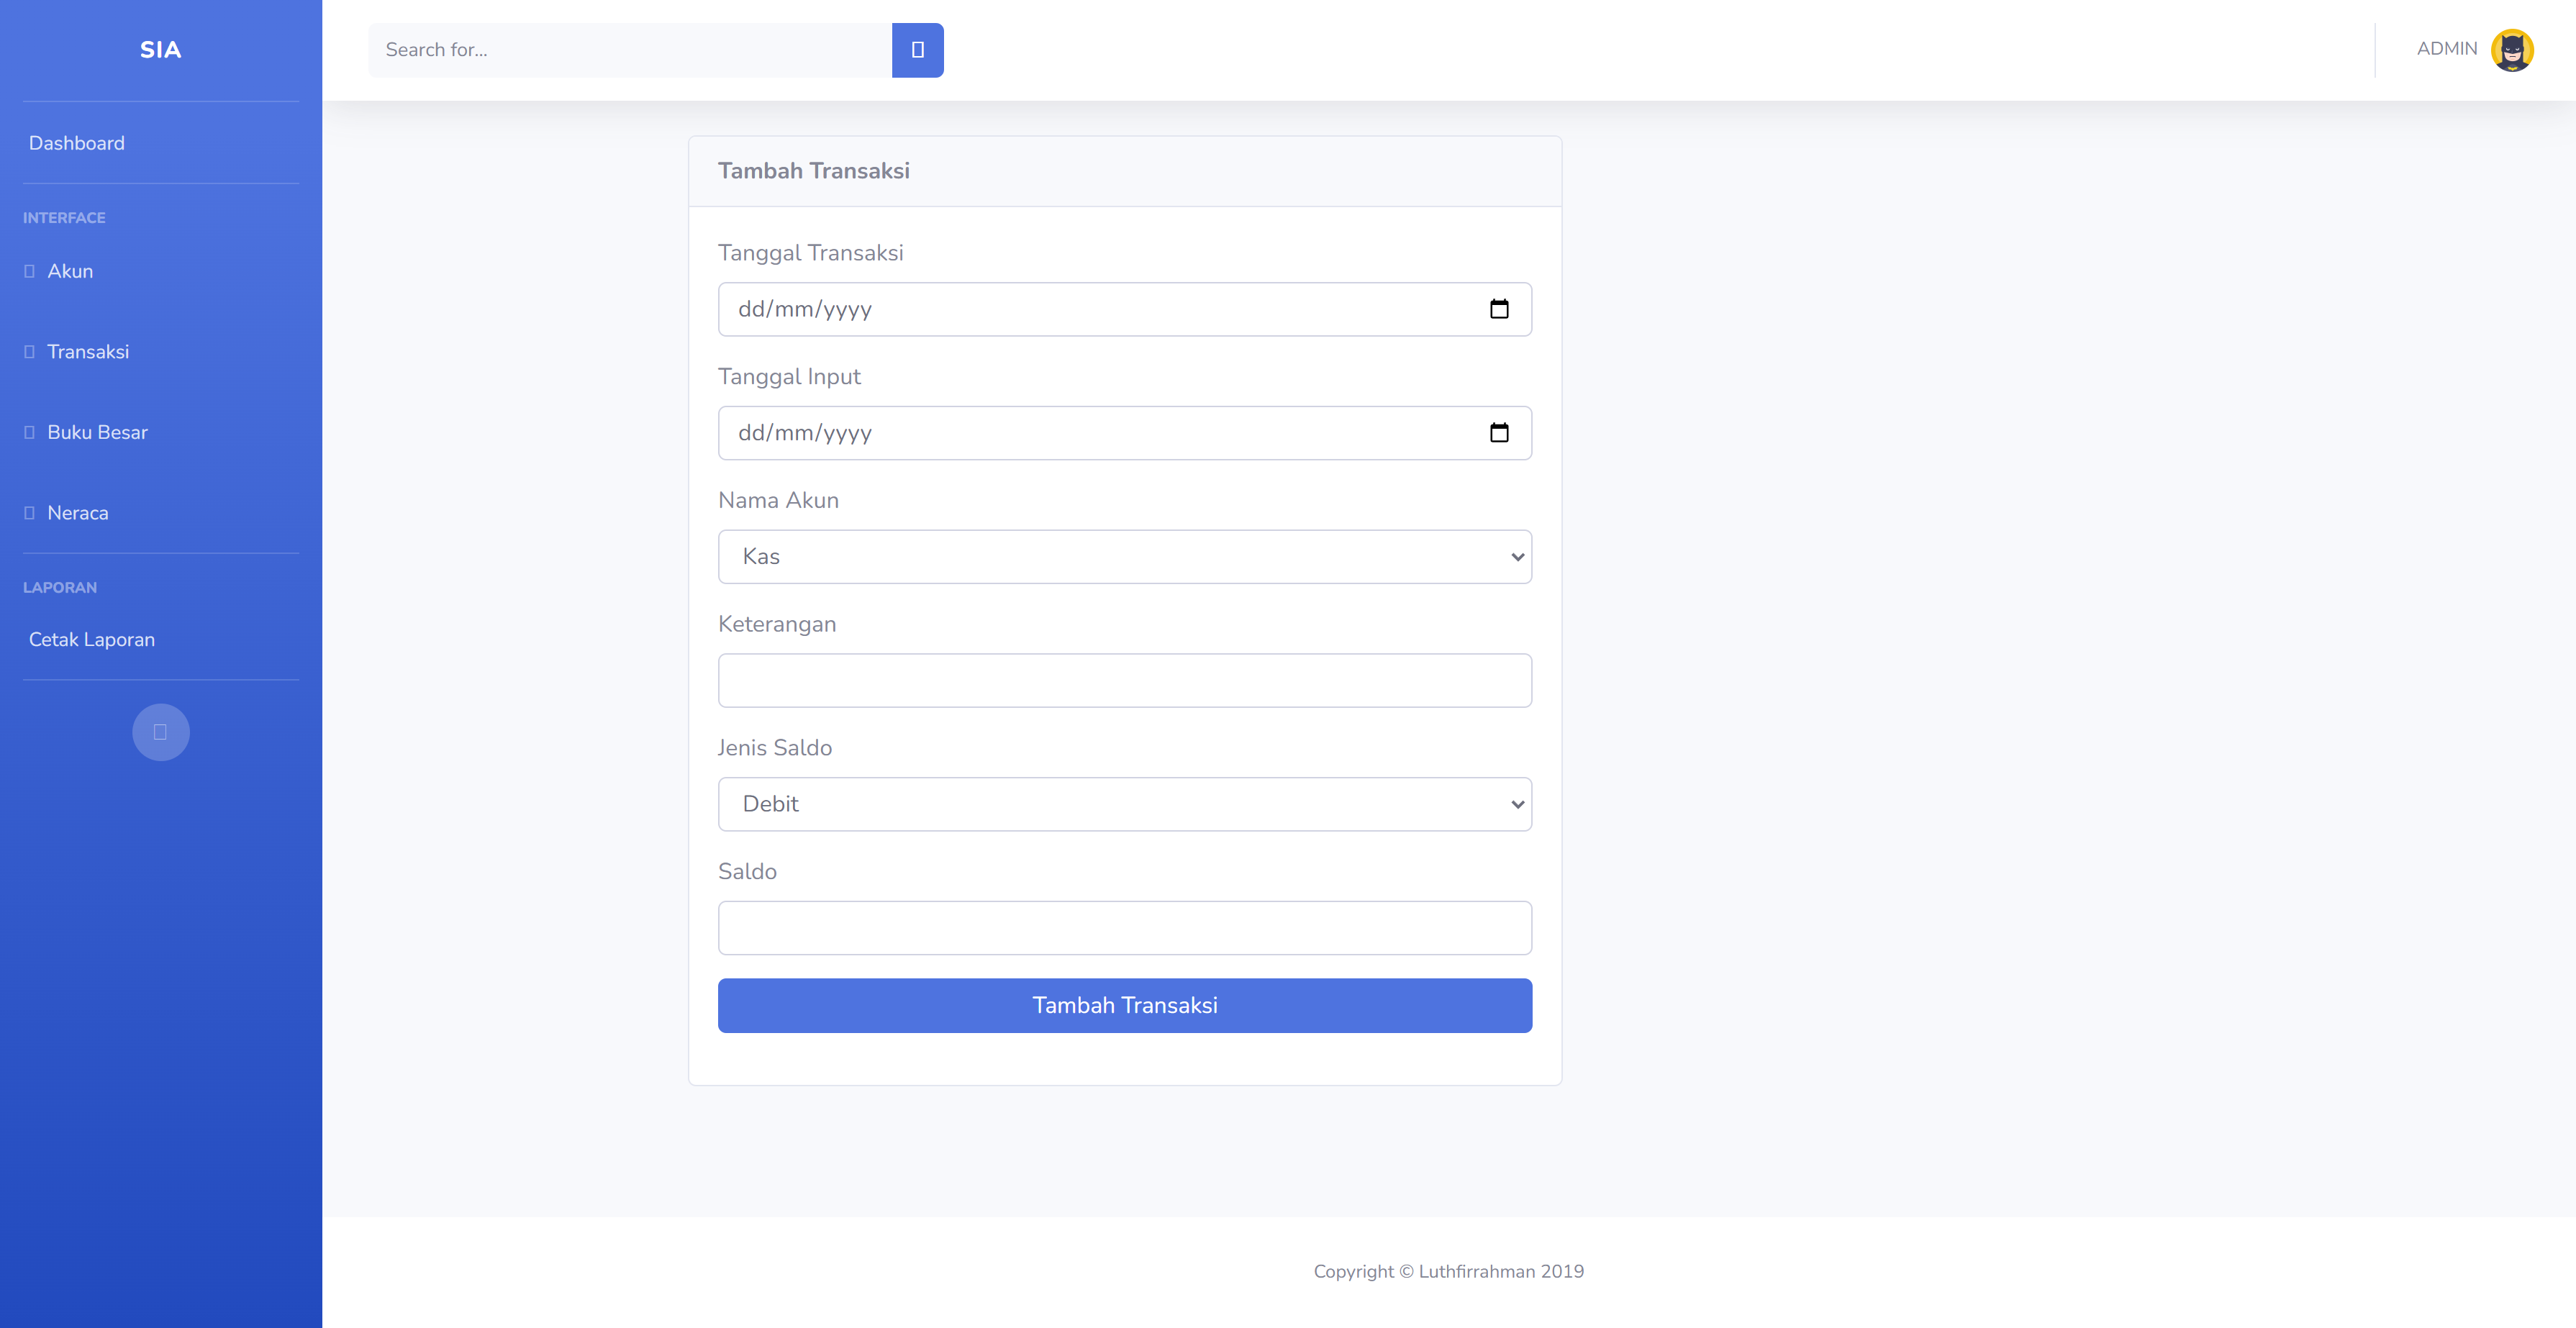 SIA
Dashboard
INTERFACE
Akun
Transaksi
Buku Besar
Neraca
LAPORAN
Cetak Laporan
Search for...
ADMIN
Tambah Transaksi
Tanggal Transaksi
dd/mm/yyyy
Tanggal Input
dd/mm/yyyy
Nama Akun
Kas
Keterangan
Jenis Saldo
Debit
Saldo
Tambah Transaksi
Copyright © Luthfirrahman 2019